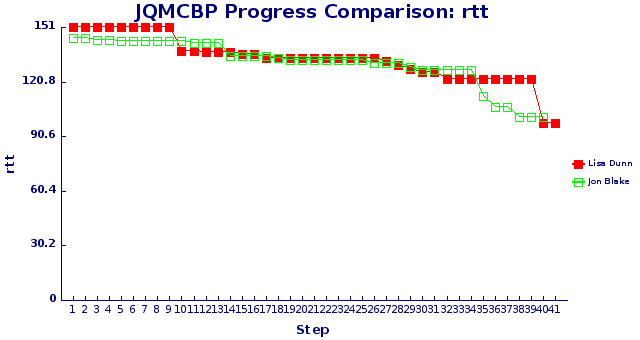 JQMCBP Progress Comparison: rtt
151
120.8
90.6
60.4
30.2
0
rtt
1 2 3 4 5 6 7 8 9 10 11 12 13 14 15 16 17 18 19 20 21 22 23 24 25 26 27 28 29 30 31 32 33 34 35 36 37 38 39 40 41
Step
Lisa Dunn
Jon Blake